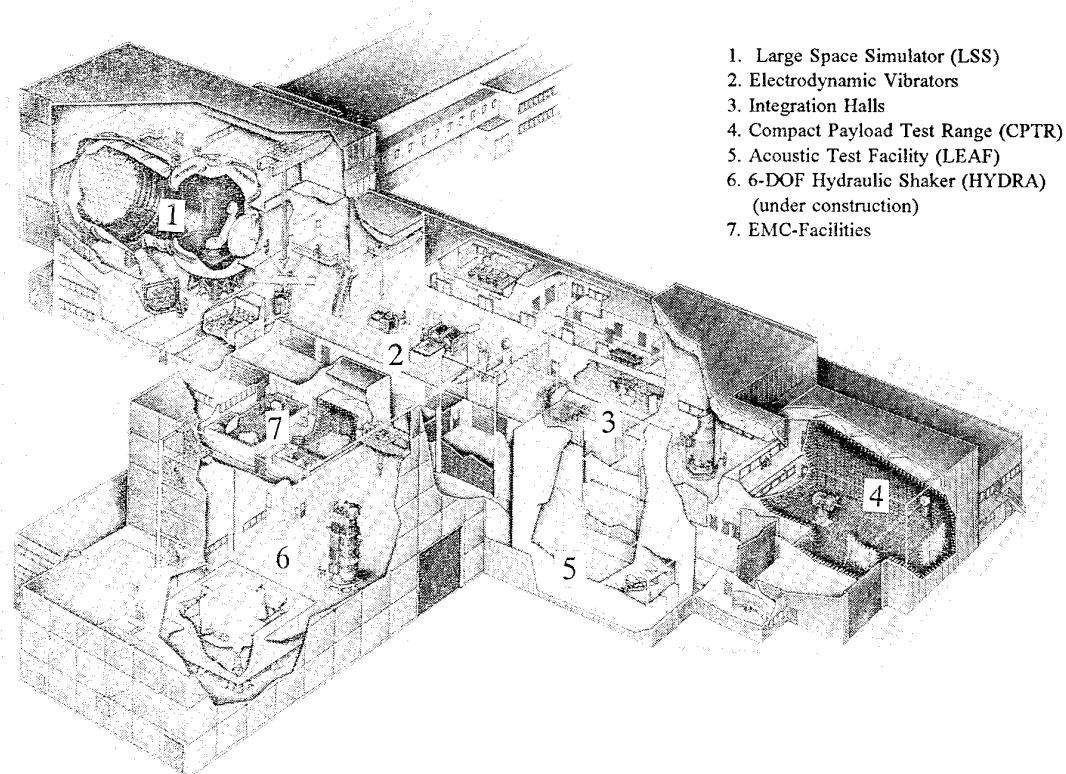 1. Large Space Simulator (LSS)
2. Electrodynamic Vibrators
3. Integration Halls
4. Compact Payload Test Range (CPTR)
5. Acoustic Test Facility (LEAF)
6. 6-DOF Hydraulic Shaker (HYDRA)
(under construction)
7. EMC-Facilities
1
2
3
7
4
6
5